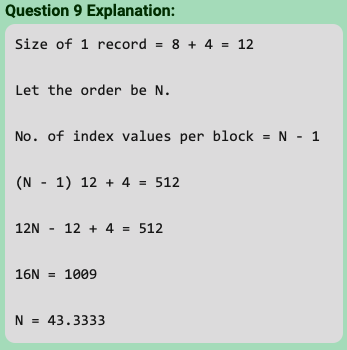 Question 9 Explanation:
Size of 1 record = 8 + 4 = 12
Let the order be N.
No. of index values per block = N - 1
(N - 1) 12 + 4 = 512
12N - 12 + 4 = 512
16N = 1009
N = 43.3333